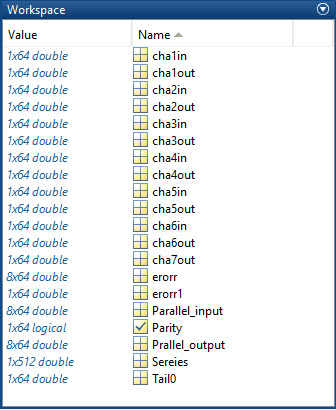 Workspace
Value Name
1x64 double cha1in
1x64 double cha1out
1x64 double cha2in
1x64 double cha2out
1x64 double cha3in
1x64 double cha3out
1x64 double cha4in
1x64 double cha4out
1x64 double cha5in
1x64 double cha5out
1x64 double cha6in
1x64 double cha6out
1x64 double cha7out
8x64 double erorr
1x64 double erorr1
8x64 double Parallel_input
1x64 logical Parity
8x64 double Prallel_output
1x512 double Sereies
1x64 double Tail0